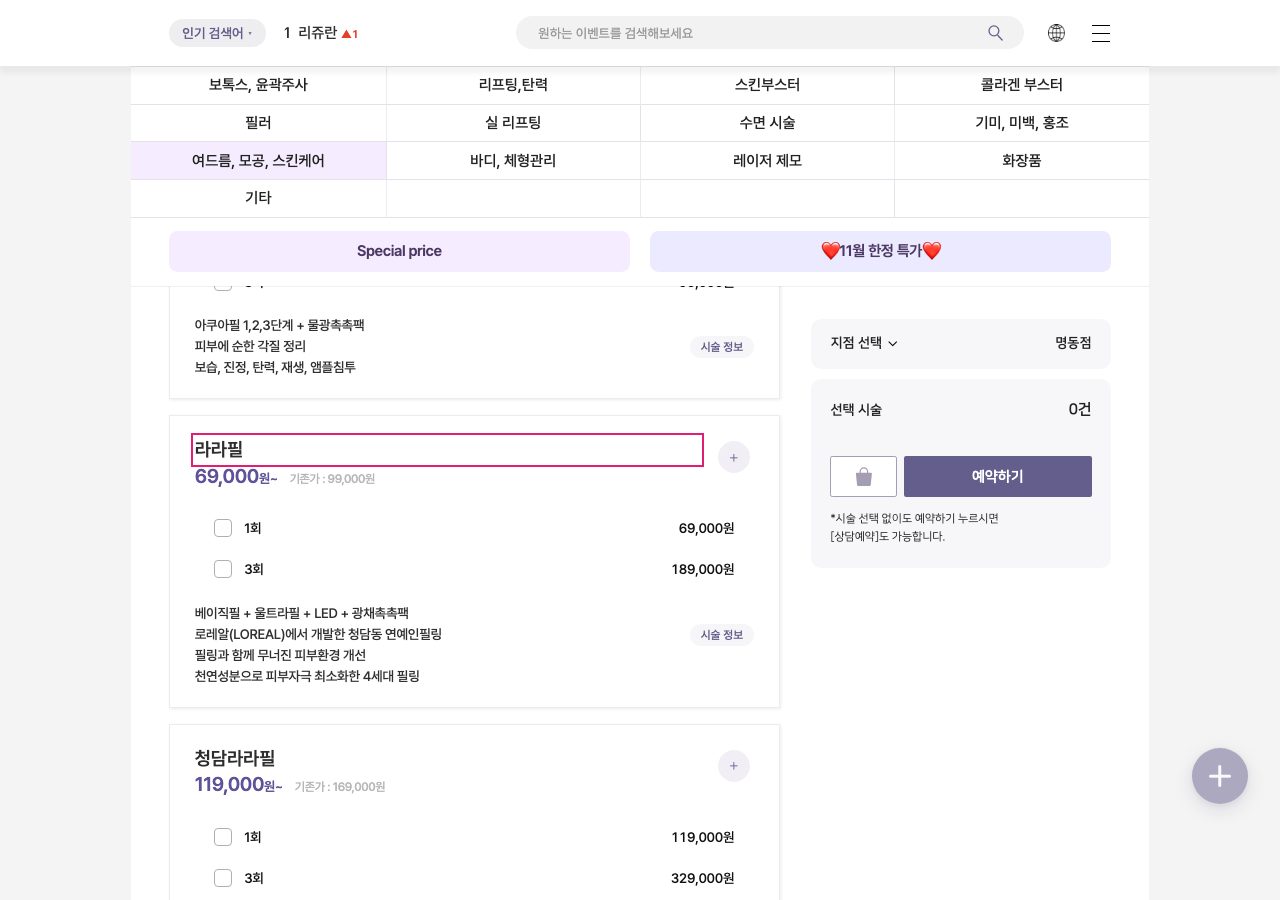 인기 검색어
1 리쥬란 ▲1
원하는 이벤트를 검색해보세요
보톡스, 윤곽주사
리프팅,탄력
스킨부스터
콜라겐 부스터
필러
실 리프팅
수면 시술
기미, 미백, 홍조
여드름, 모공, 스킨케어
바디, 체형관리
레이저 제모
화장품
기타
Special price
❤️11월 한정 특가❤️
아쿠아필 1,2,3단계 + 물광촉촉팩
피부에 순한 각질 정리
보습, 진정, 탄력, 재생, 앰플침투
시술 정보
지점 선택
명동점
선택 시술
0건
예약하기
*시술 선택 없이도 예약하기 누르시면
[상담예약]도 가능합니다.
라라필
69,000원~ 기존가 : 99,000원
1회 69,000원
3회 189,000원
베이직필 + 울트라필 + LED + 광채촉촉팩
로레알(LOREAL)에서 개발한 청담동 연예인필링
필링과 함께 무너진 피부환경 개선
천연성분으로 피부자극 최소화한 4세대 필링
시술 정보
청담라라필
119,000원~ 기존가 : 169,000원
1회 119,000원
3회 329,000원